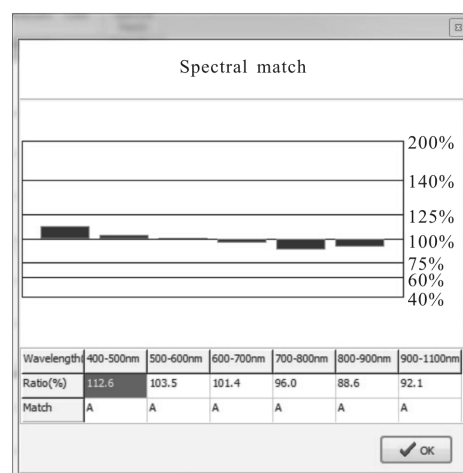 Spectral match
200%
140%
125%
100%
75%
60%
40%
Wavelength 400-500nm 500-600nm 600-700nm 700-800nm 800-900nm 900-1100nm
Ratio(%) 112.6 103.5 101.4 96.0 88.6 92.1
Match A A A A A A
OK